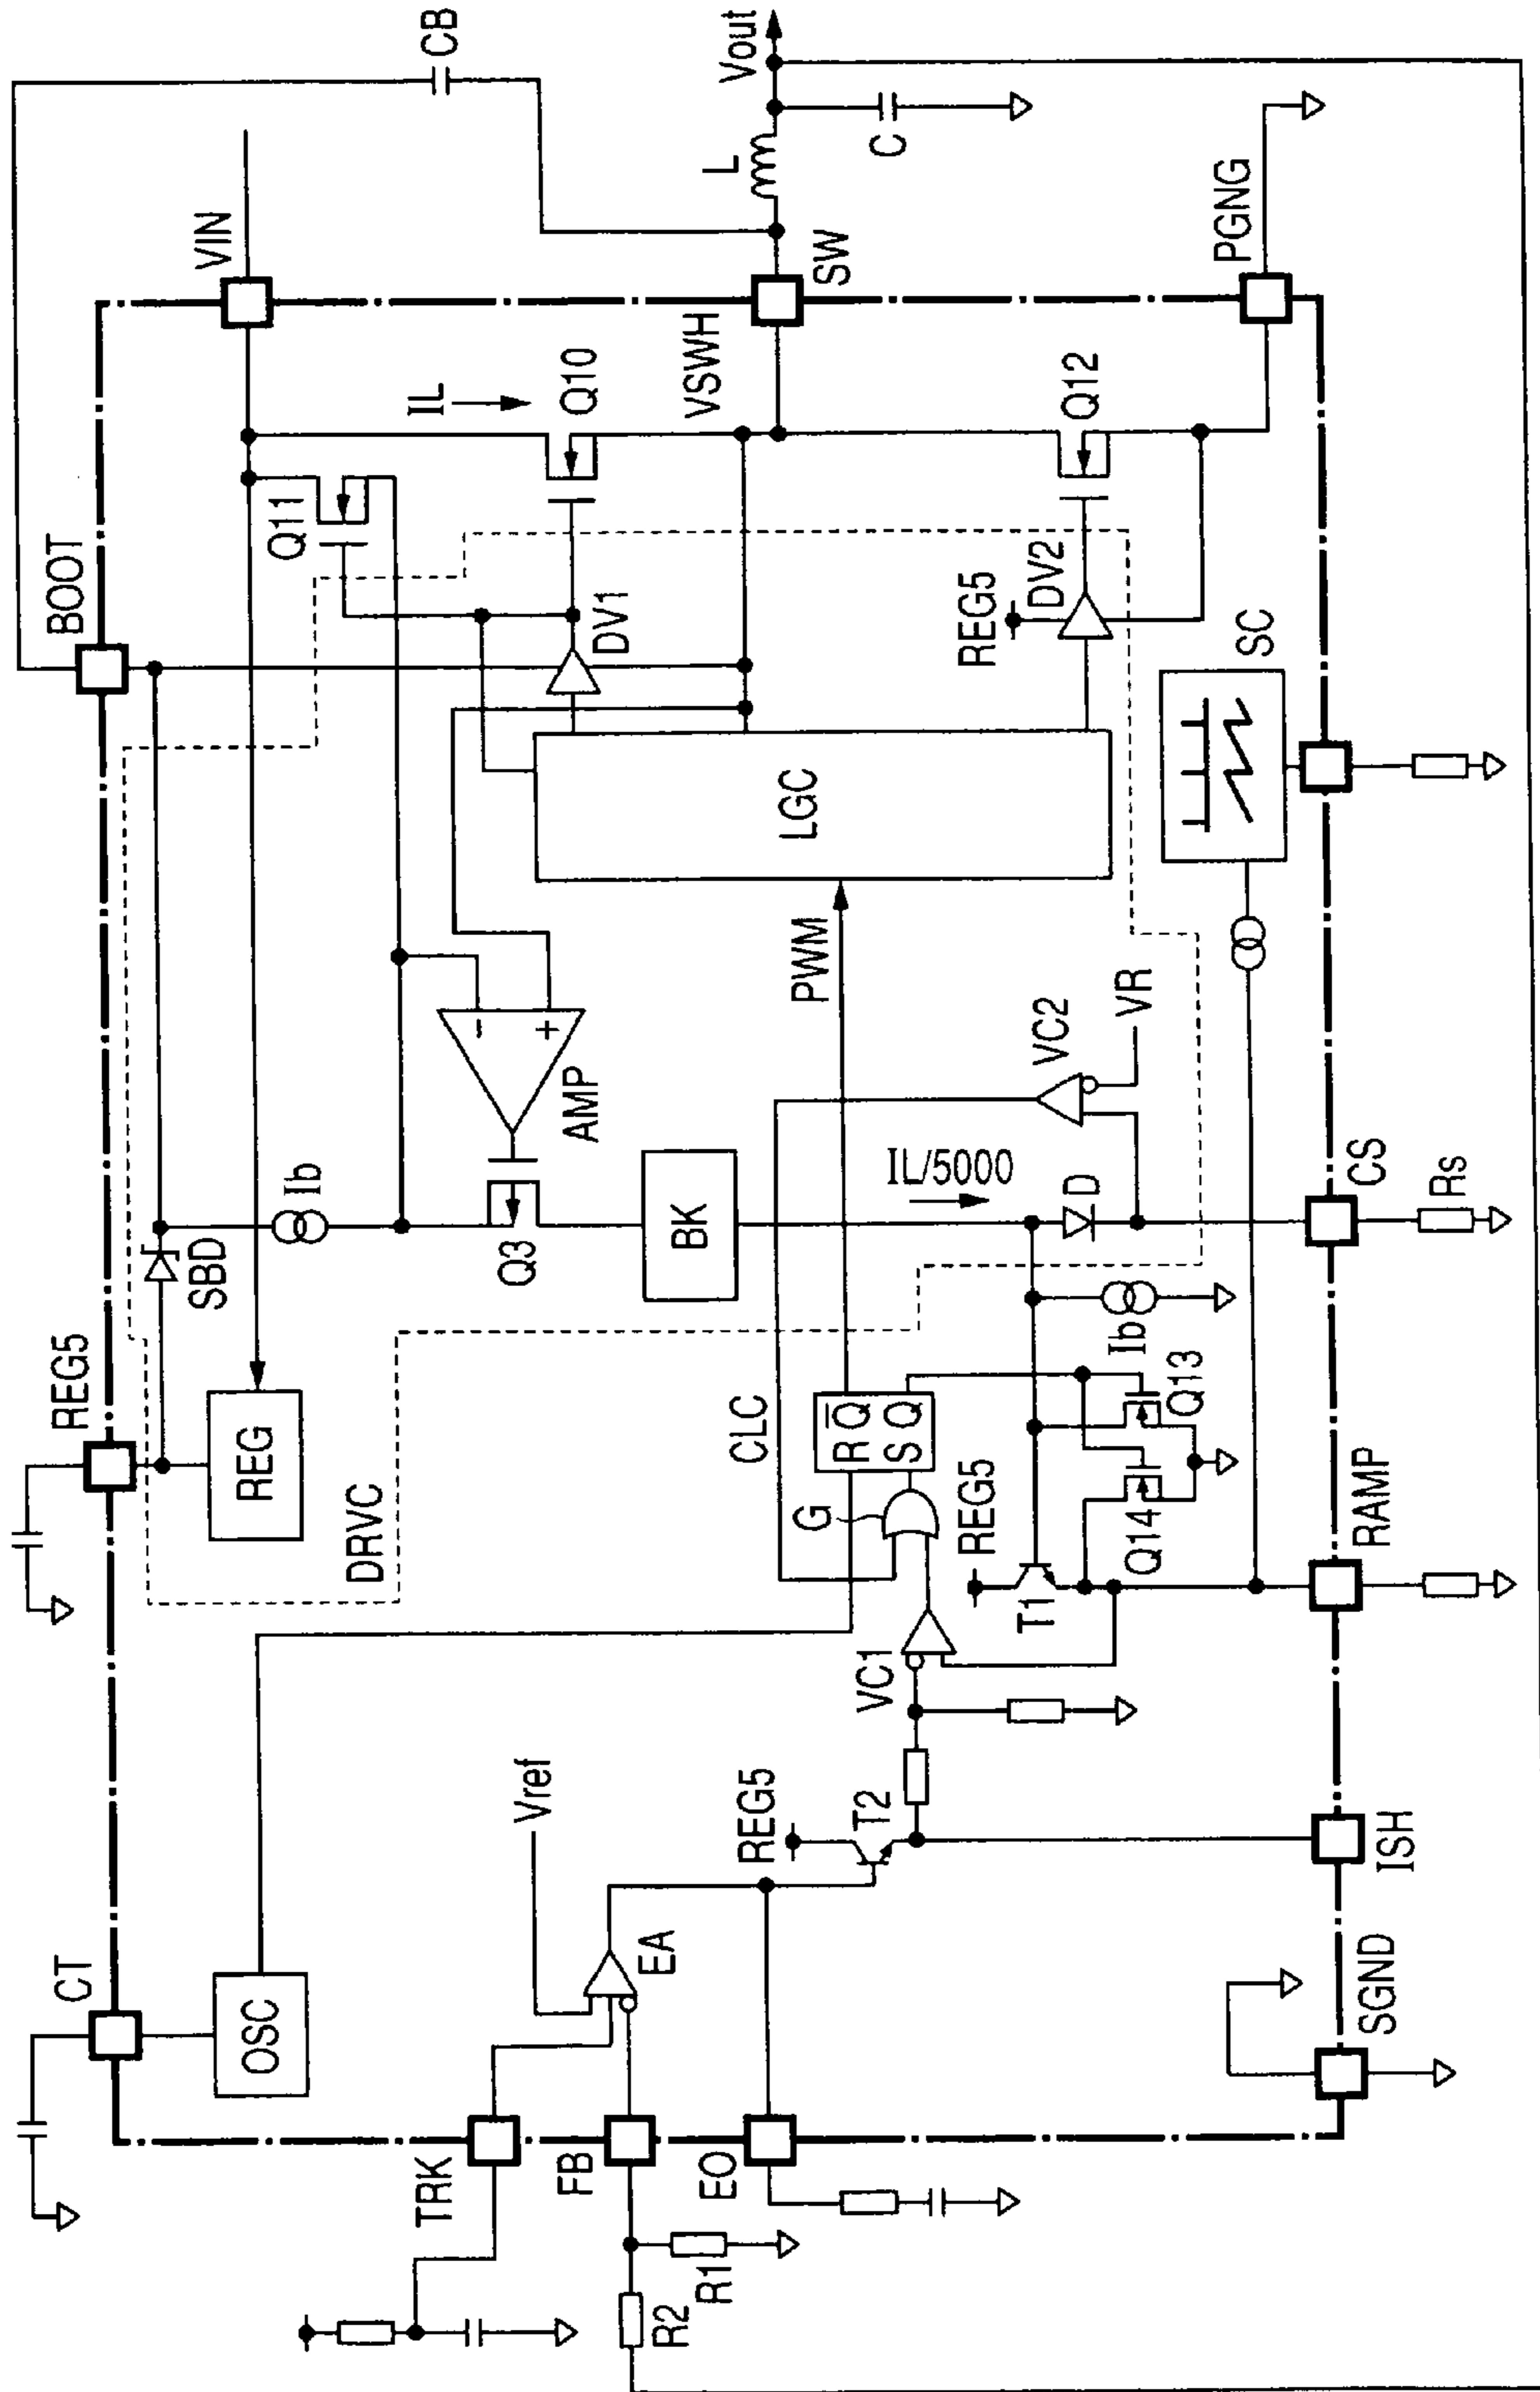 CB
Vout
L
C
VIN
SW
PGNG
BOOT
Q11
IL
Q10
VSWH
Q12
DV1
REG5
DV2
SC
LGC
PWM
AMP
-
+
VC2
VR
Ib
SBD
Q3
BK
IL/5000
D
CS
Rs
REG5
REG
DRVC
CLC
R Q
S Q
G
REG5
Ib
Q13
Q14
T1
RAMP
VC1
Vref
REG5
T2
ISH
CT
OSC
EA
SGND
TRK
FB
EO
R1
R2